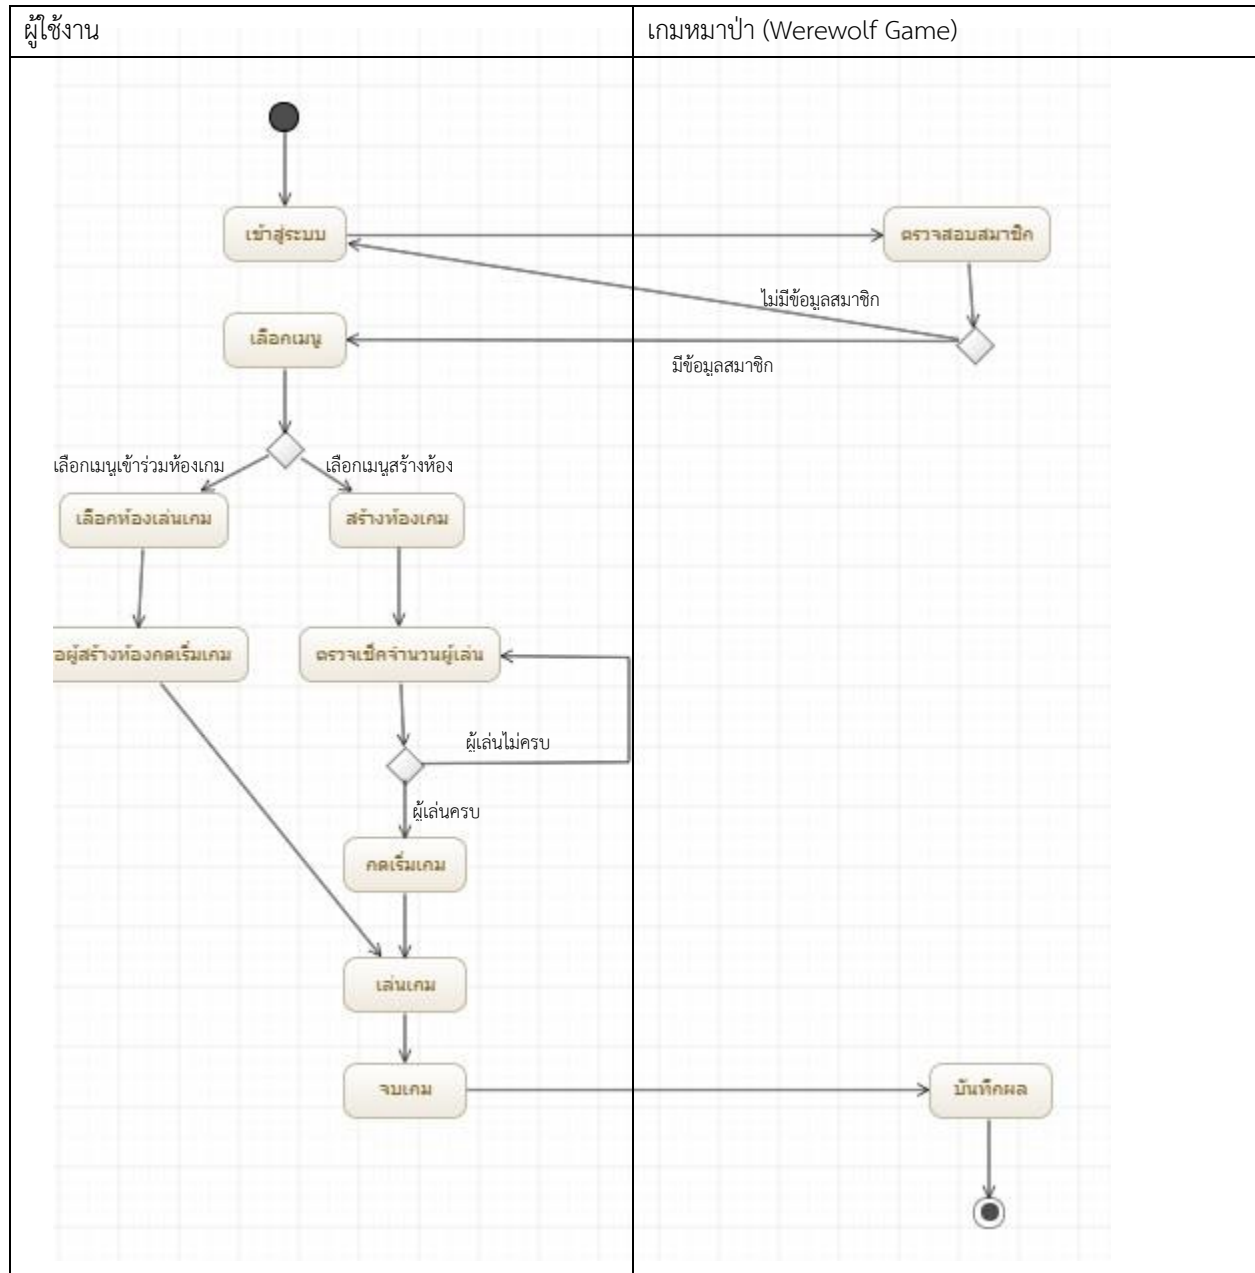 ผู้ใช้งาน
เกมหมาป่า (Werewolf Game)
เข้าสู่ระบบ
ตรวจสอบสมาชิก
ไม่มีข้อมูลสมาชิก
เลือกเมนู
มีข้อมูลสมาชิก
เลือกเมนูเข้าร่วมห้องเกม
เลือกเมนูสร้างห้อง
เลือกห้องเล่นเกม
สร้างห้องเกม
อผู้สร้างห้องกดเริ่มเกม
ตรวจเช็คจำนวนผู้เล่น
ผู้เล่นไม่ครบ
ผู้เล่นครบ
กดเริ่มเกม
เล่นเกม
จบเกม
บันทึกผล